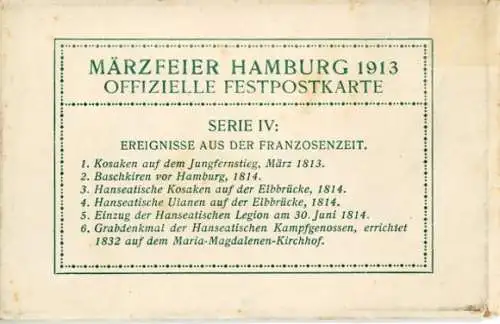 MÄRZFEIER HAMBURG 1913
OFFIZIELLE FESTPOSTKARTE
SERIE IV:
EREIGNISSE AUS DER FRANZOSENZEIT.
1. Kosaken auf dem Jungfernstieg, März 1813.
2. Baschkiren vor Hamburg, 1814.
3. Hanseatische Kosaken auf der Elbbrücke, 1814.
4. Hanseatische Ulanen auf der Elbbrücke, 1814.
5. Einzug der Hanseatischen Legion am 30. Juni 1814.
6. Grabdenkmal der Hanseatischen Kampfgenossen, errichtet
1832 auf dem Maria-Magdalenen-Kirchhof.